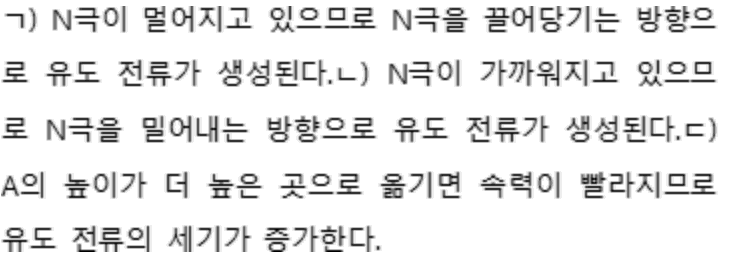 ㄱ) N극이 멀어지고 있으므로 N극을 끌어당기는 방향으
로 유도 전류가 생성된다.ㄴ) N극이 가까워지고 있으므
로 N극을 밀어내는 방향으로 유도 전류가 생성된다.ㄷ)
A의 높이가 더 높은 곳으로 옮기면 속력이 빨라지므로
유도 전류의 세기가 증가한다.